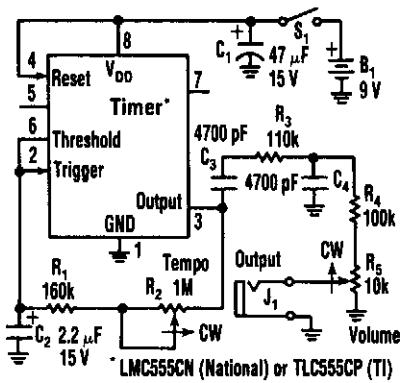 4
8
V_DD
Reset
7
5
Timer*
6
Threshold
2
Trigger
Output
3
GND
1
C1
47 µF
15 V
S1
B1
9 V
R3
110k
4700 pF
C3
4700 pF
C4
R4
100k
R5
10k
CW
Volume
Output
J1
Tempo
R1
160k
R2
1M
CW
C2
2.2 µF
15 V
*LMC555CN (National) or TLC555CP (TI)